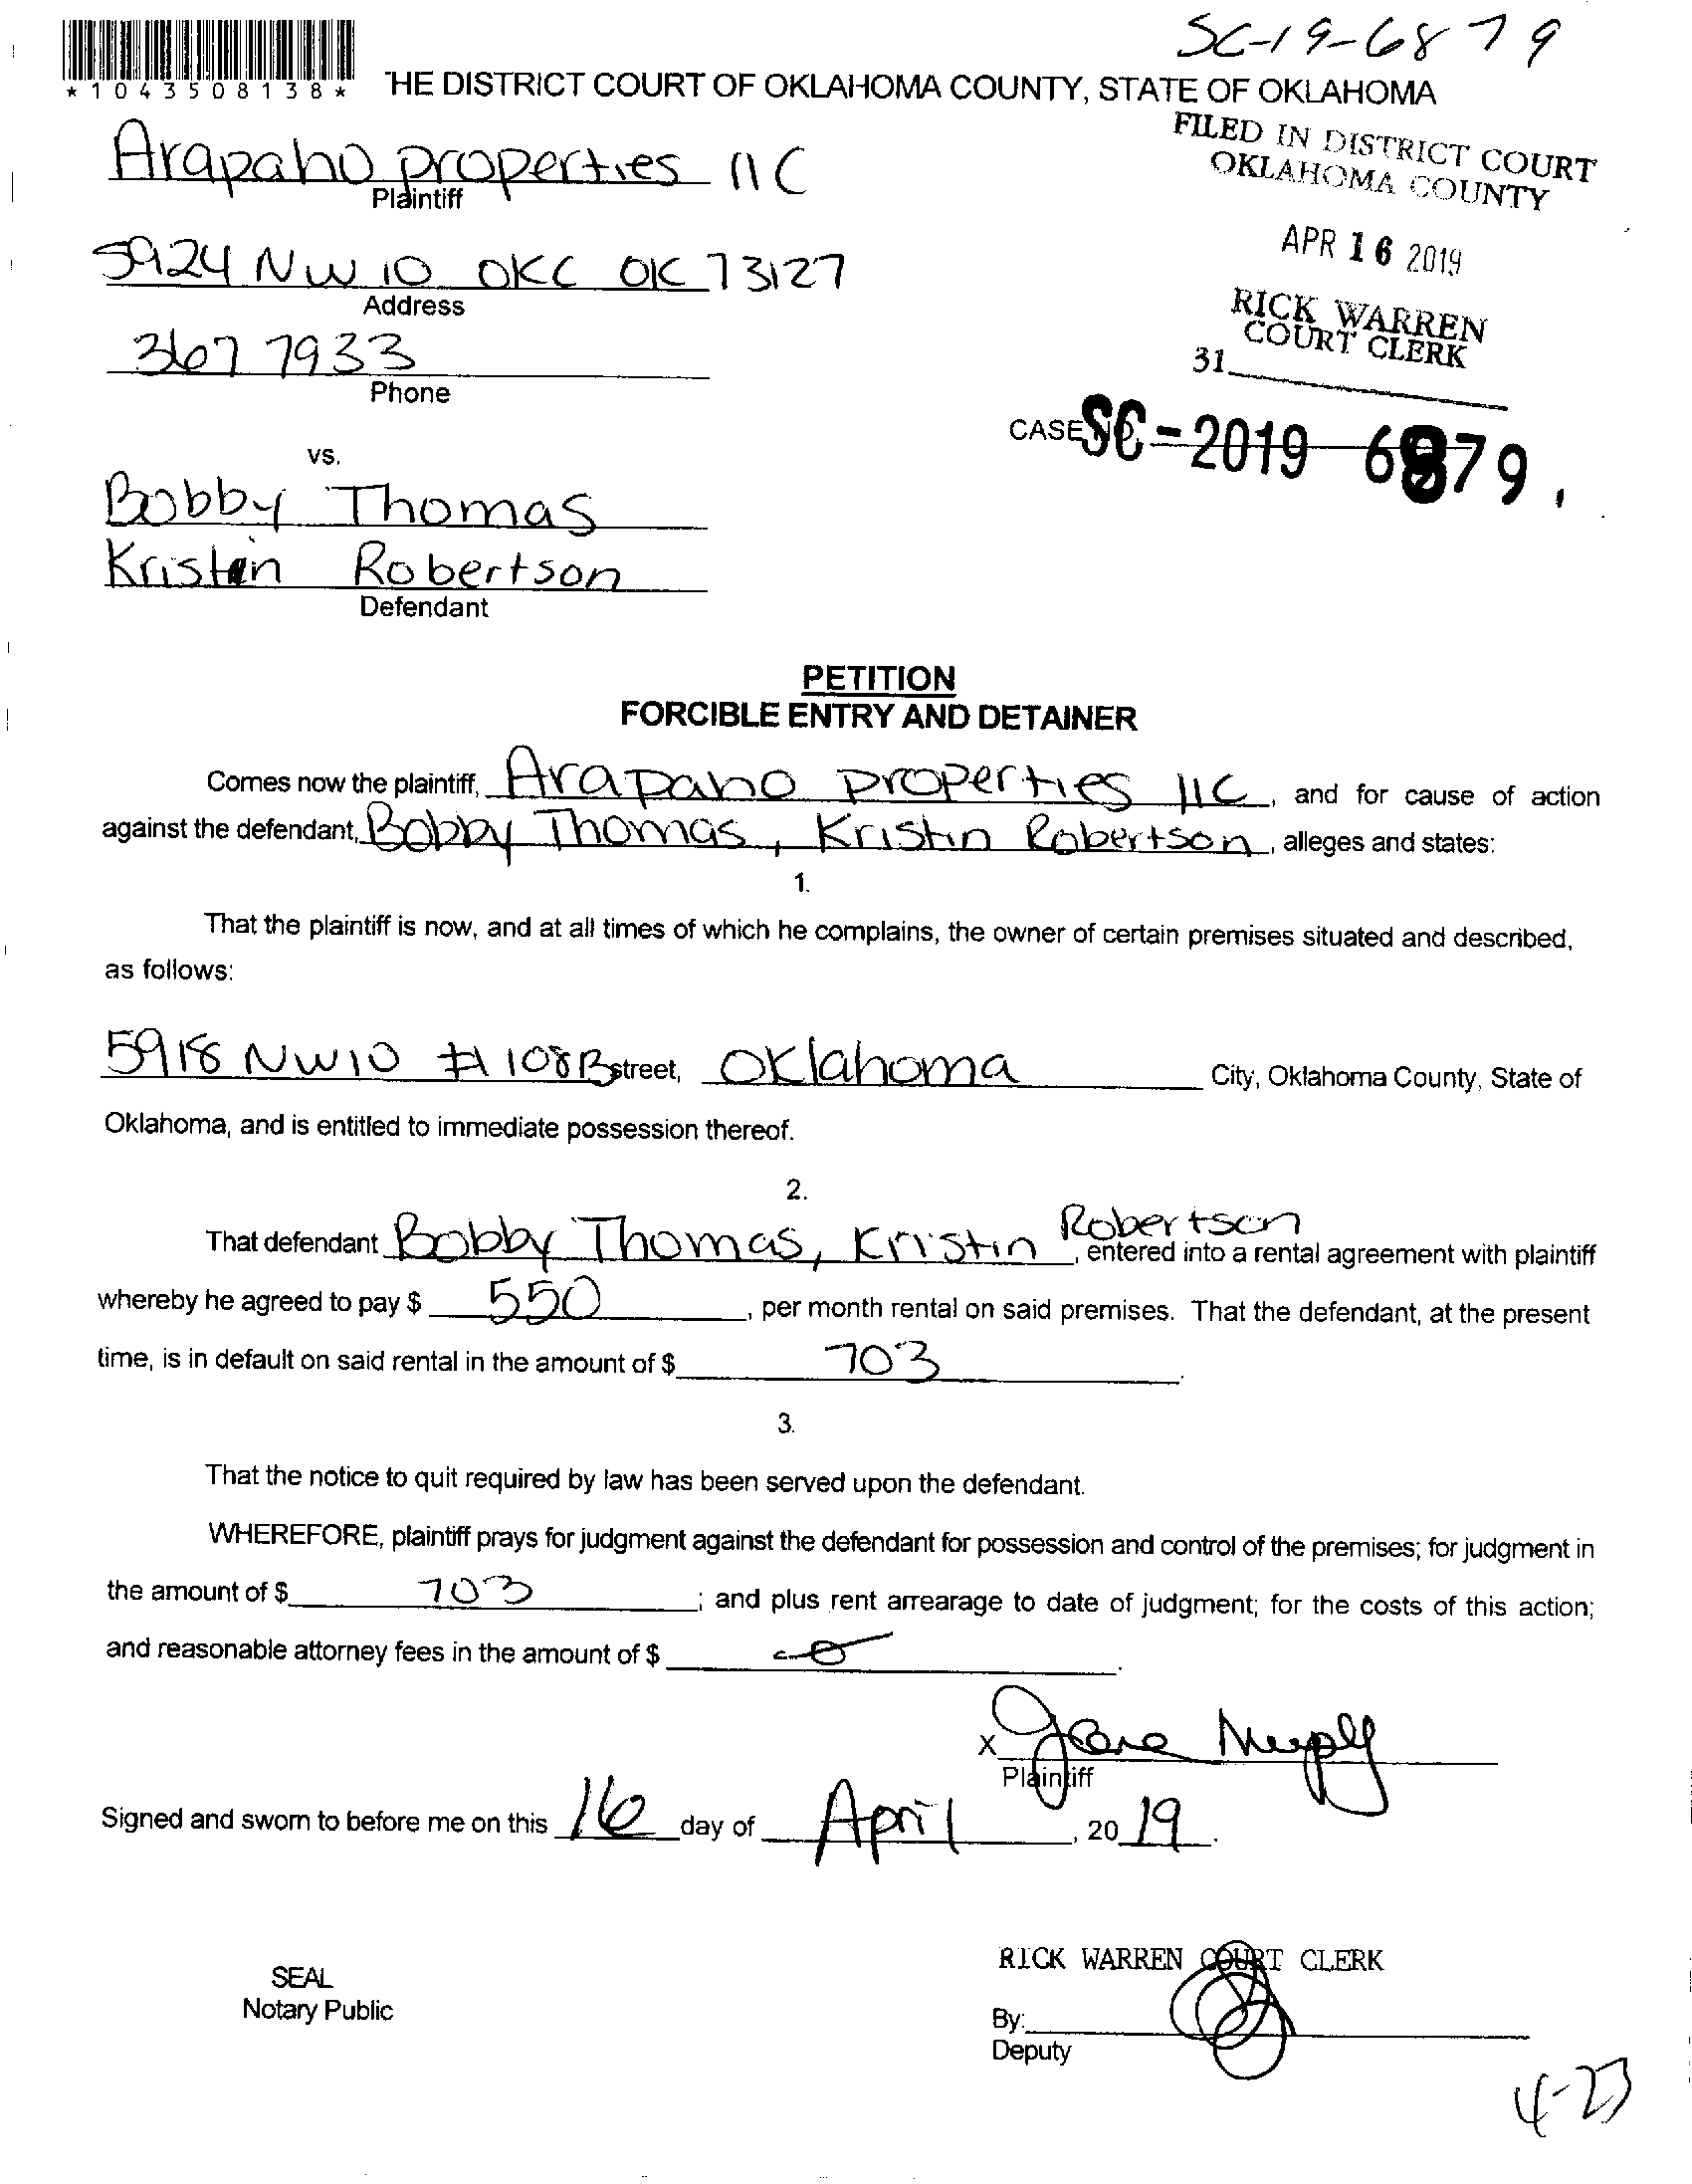 SC-19-6879
*1043508138*
THE DISTRICT COURT OF OKLAHOMA COUNTY, STATE OF OKLAHOMA
FILED IN DISTRICT COURT
OKLAHOMA COUNTY
Arapaho properties llC
Plaintiff
APR 16 2019
5924 NW 10 OKC OK 73127
Address
RICK WARREN
COURT CLERK
31
367 7933
Phone
CASE NO. SC-2019 6879
vs.
Bobby Thomas
Kristin Robertson
Defendant
PETITION
FORCIBLE ENTRY AND DETAINER
Comes now the plaintiff, Arapaho properties llC, and for cause of action
against the defendant, Bobby Thomas, Kristin Robertson, alleges and states:
1.
That the plaintiff is now, and at all times of which he complains, the owner of certain premises situated and described,
as follows:
5918 NW10 # 108B street, Oklahoma City, Oklahoma County, State of
Oklahoma, and is entitled to immediate possession thereof.
2.
That defendant Bobby Thomas, Kristin Robertson, entered into a rental agreement with plaintiff
whereby he agreed to pay $ 550, per month rental on said premises. That the defendant, at the present
time, is in default on said rental in the amount of $ 703.
3.
That the notice to quit required by law has been served upon the defendant.
WHEREFORE, plaintiff prays for judgment against the defendant for possession and control of the premises; for judgment in
the amount of $ 703; and plus rent arrearage to date of judgment; for the costs of this action;
and reasonable attorney fees in the amount of $ 0.
X
Plaintiff
Signed and sworn to before me on this 16 day of April, 2019.
RICK WARREN COURT CLERK
SEAL
Notary Public
By:
Deputy
4-23